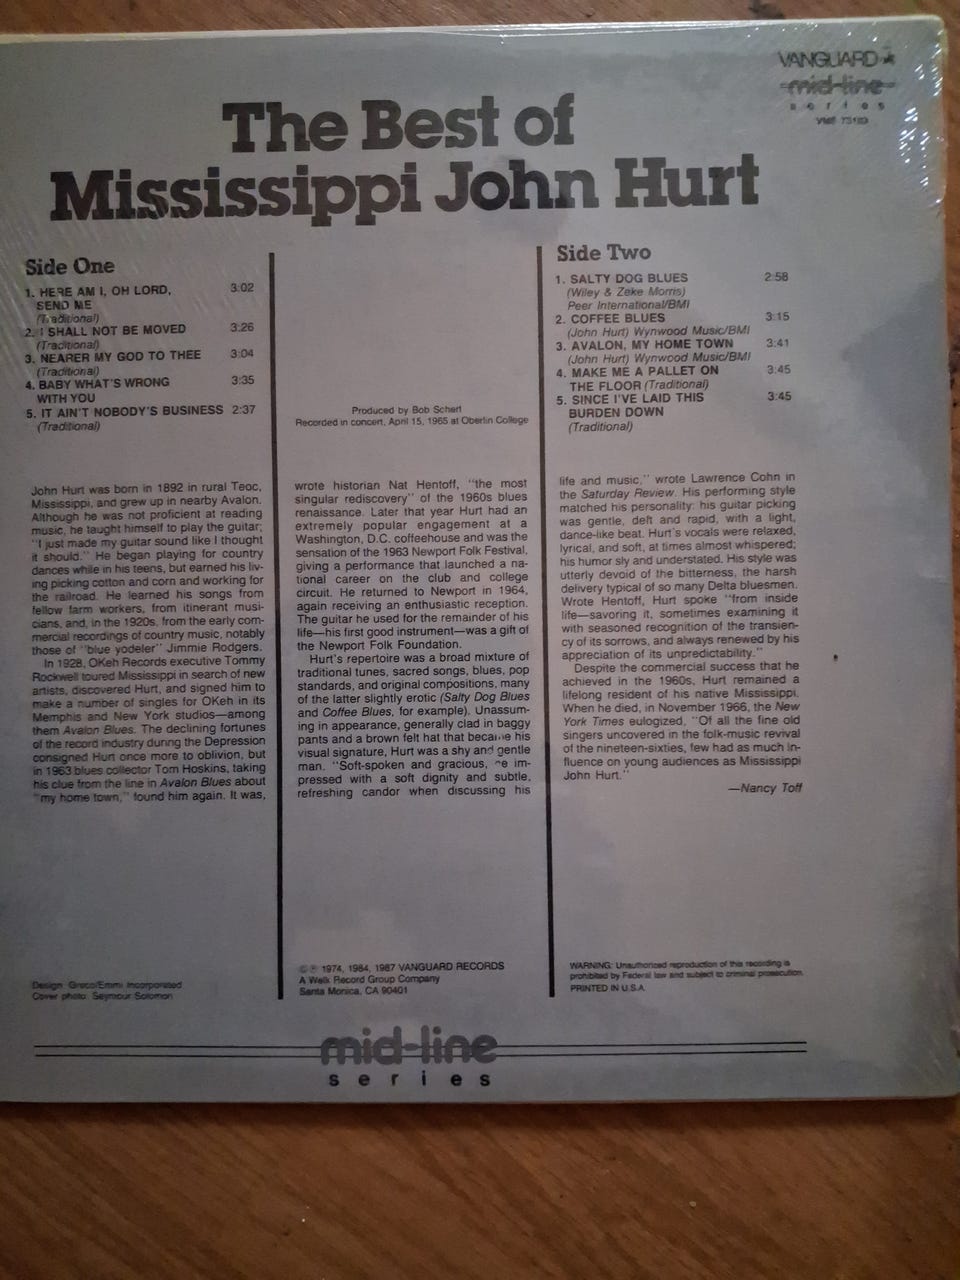 VANGUARD
mid-line
series
The Best of
Mississippi John Hurt
Side One
1. HERE AM I, OH LORD, 3:02
SEND ME
(Traditional)
2. I SHALL NOT BE MOVED 3:26
(Traditional)
3. NEARER MY GOD TO THEE 3:04
(Traditional)
4. BABY WHAT'S WRONG 3:35
WITH YOU
5. IT AIN'T NOBODY'S BUSINESS 2:37
(Traditional)
Produced by Bob Scherl
Recorded in concert, April 15, 1965 at Oberlin College
Side Two
1. SALTY DOG BLUES 2:58
(Wiley & Zeke Morris)
Peer International/BMI
2. COFFEE BLUES 3:15
(John Hurt) Wynwood Music/BMI
3. AVALON, MY HOME TOWN 3:41
(John Hurt) Wynwood Music/BMI
4. MAKE ME A PALLET ON 3:45
THE FLOOR (Traditional)
5. SINCE I'VE LAID THIS 3:45
BURDEN DOWN
(Traditional)
John Hurt was born in 1892 in rural Teoc,
Mississippi, and grew up in nearby Avalon.
Although he was not proficient at reading
music, he taught himself to play the guitar;
"I just made my guitar sound like I thought
it should." He began playing for country
dances while in his teens, but earned his liv-
ing picking cotton and corn and working for
the railroad. He learned his songs from
fellow farm workers, from itinerant musi-
cians, and, in the 1920s, from the early com-
mercial recordings of country music, notably
those of "blue yodeler" Jimmie Rodgers.
In 1928, OKeh Records executive Tommy
Rockwell toured Mississippi in search of new
artists, discovered Hurt, and signed him to
make a number of singles for OKeh in its
Memphis and New York studios—among
them Avalon Blues. The declining fortunes
of the record industry during the Depression
consigned Hurt once more to oblivion, but
in 1963 blues collector Tom Hoskins, taking
his clue from the line in Avalon Blues about
"my home town," found him again. It was,
wrote historian Nat Hentoff, "the most
singular rediscovery" of the 1960s blues
renaissance. Later that year Hurt had an
extremely popular engagement at a
Washington, D.C. coffeehouse and was the
sensation of the 1963 Newport Folk Festival,
giving a performance that launched a na-
tional career on the club and college
circuit. He returned to Newport in 1964,
again receiving an enthusiastic reception.
The guitar he used for the remainder of his
life—his first good instrument—was a gift of
the Newport Folk Foundation.
Hurt's repertoire was a broad mixture of
traditional tunes, sacred songs, blues, pop
standards, and original compositions, many
of the latter slightly erotic (Salty Dog Blues
and Coffee Blues, for example). Unassum-
ing in appearance, generally clad in baggy
pants and a brown felt hat that became his
visual signature, Hurt was a shy and gentle
man. "Soft-spoken and gracious, he im-
pressed with a soft dignity and subtle,
refreshing candor when discussing his
life and music," wrote Lawrence Cohn in
the Saturday Review. His performing style
matched his personality: his guitar picking
was gentle, deft and rapid, with a light,
dance-like beat. Hurt's vocals were relaxed,
lyrical, and soft, at times almost whispered;
his humor sly and understated. His style was
utterly devoid of the bitterness, the harsh
delivery typical of so many Delta bluesmen.
Wrote Hentoff, Hurt spoke "from inside
life—savoring it, sometimes examining it
with seasoned recognition of the transien-
cy of its sorrows, and always renewed by his
appreciation of its unpredictability."
Despite the commercial success that he
achieved in the 1960s, Hurt remained a
lifelong resident of his native Mississippi.
When he died, in November 1966, the New
York Times eulogized, "Of all the fine old
singers uncovered in the folk-music revival
of the nineteen-sixties, few had as much in-
fluence on young audiences as Mississippi
John Hurt."
—Nancy Toff
Design: Greco/Emmi Incorporated
Cover photo: Seymour Solomon
© ℗ 1974, 1984, 1987 VANGUARD RECORDS
A Welk Record Group Company
Santa Monica, CA 90401
WARNING: Unauthorized reproduction of this recording is
prohibited by Federal law and subject to criminal prosecution.
PRINTED IN U.S.A.
mid-line
series